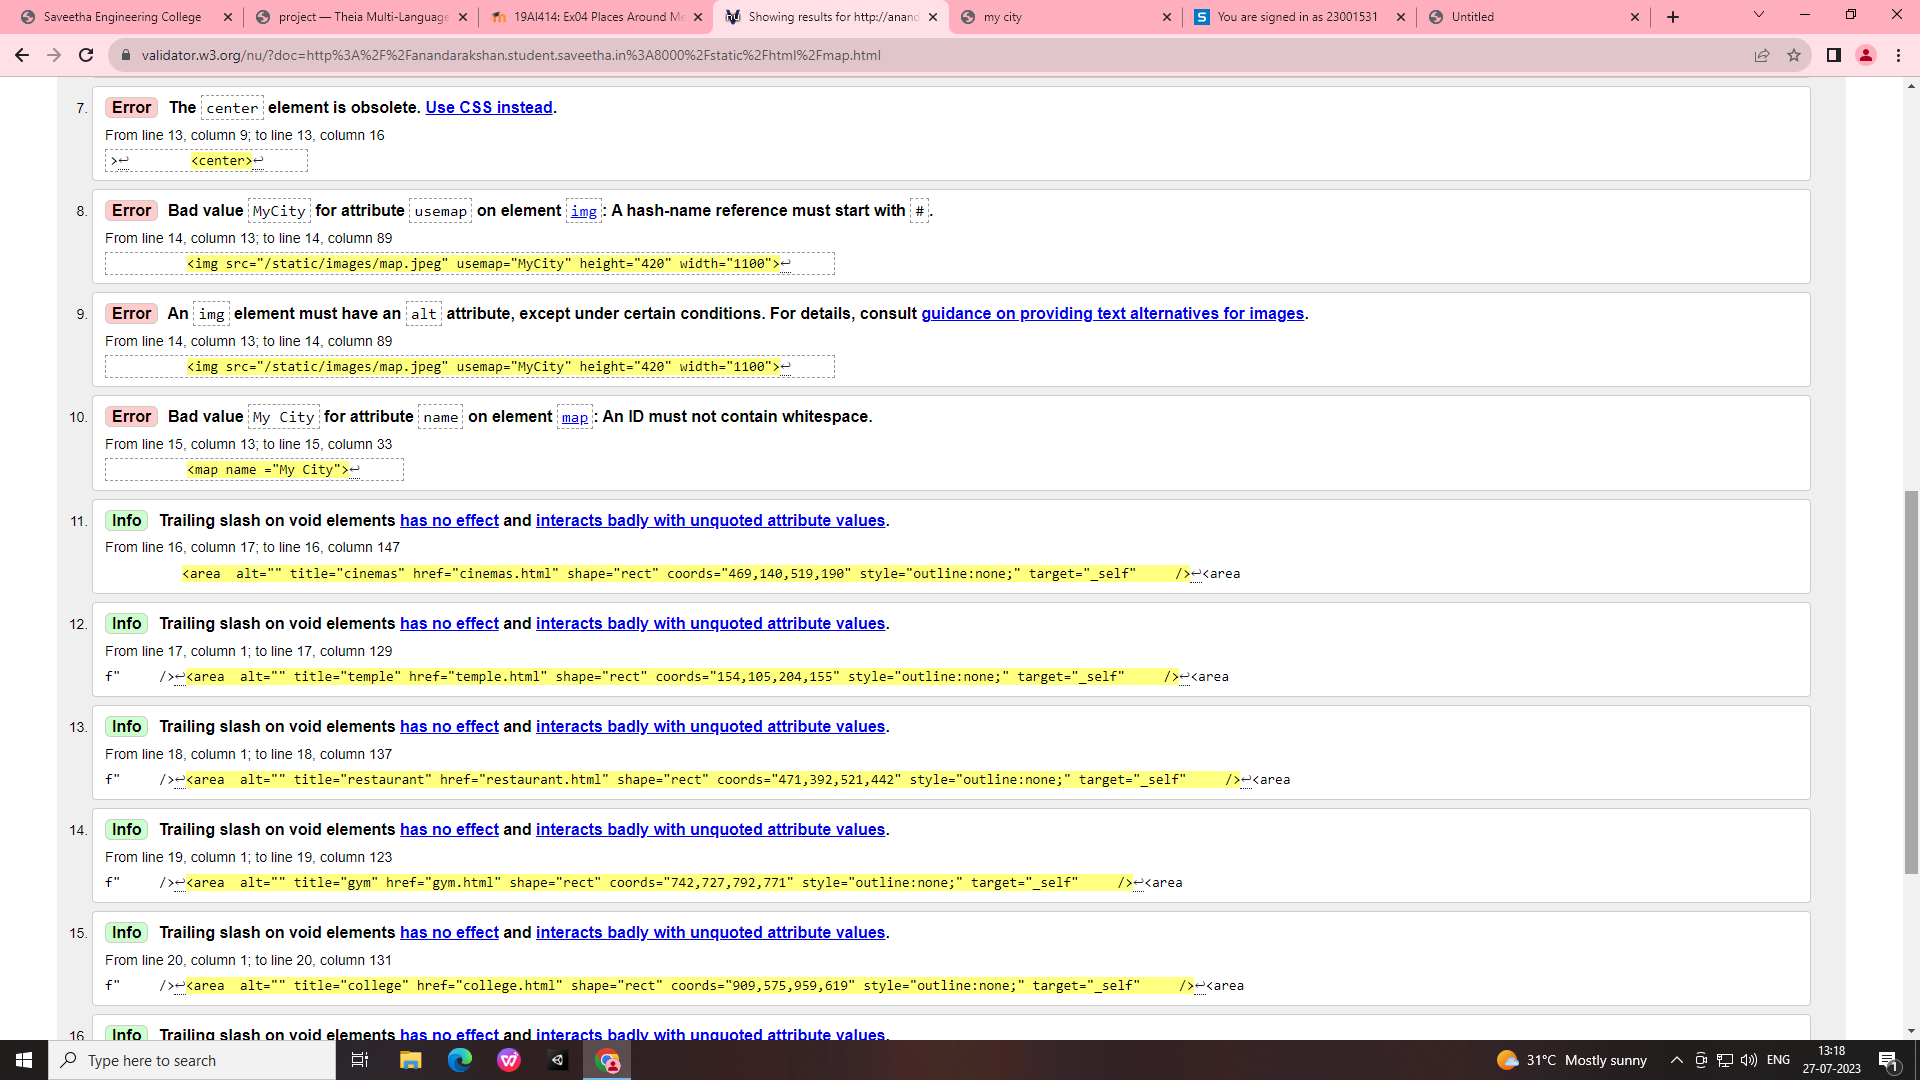 Saveetha Engineering College
project — Theia Multi-Language
19AI414: Ex04 Places Around Me
Showing results for http://anand
my city
You are signed in as 23001531
Untitled
validator.w3.org/nu/?doc=http%3A%2F%2Fanandarakshan.student.saveetha.in%3A8000%2Fstatic%2Fhtml%2Fmap.html
7. Error The center element is obsolete. Use CSS instead.
From line 13, column 9; to line 13, column 16
>↩ <center>↩
8. Error Bad value MyCity for attribute usemap on element img: A hash-name reference must start with #.
From line 14, column 13; to line 14, column 89
<img src="/static/images/map.jpeg" usemap="MyCity" height="420" width="1100">↩
9. Error An img element must have an alt attribute, except under certain conditions. For details, consult guidance on providing text alternatives for images.
From line 14, column 13; to line 14, column 89
<img src="/static/images/map.jpeg" usemap="MyCity" height="420" width="1100">↩
10. Error Bad value My City for attribute name on element map: An ID must not contain whitespace.
From line 15, column 13; to line 15, column 33
<map name ="My City">↩
11. Info Trailing slash on void elements has no effect and interacts badly with unquoted attribute values.
From line 16, column 17; to line 16, column 147
<area  alt="" title="cinemas" href="cinemas.html" shape="rect" coords="469,140,519,190" style="outline:none;" target="_self"     />↩<area
12. Info Trailing slash on void elements has no effect and interacts badly with unquoted attribute values.
From line 17, column 1; to line 17, column 129
f"     />↩<area  alt="" title="temple" href="temple.html" shape="rect" coords="154,105,204,155" style="outline:none;" target="_self"     />↩<area
13. Info Trailing slash on void elements has no effect and interacts badly with unquoted attribute values.
From line 18, column 1; to line 18, column 137
f"     />↩<area  alt="" title="restaurant" href="restaurant.html" shape="rect" coords="471,392,521,442" style="outline:none;" target="_self"     />↩<area
14. Info Trailing slash on void elements has no effect and interacts badly with unquoted attribute values.
From line 19, column 1; to line 19, column 123
f"     />↩<area  alt="" title="gym" href="gym.html" shape="rect" coords="742,727,792,771" style="outline:none;" target="_self"     />↩<area
15. Info Trailing slash on void elements has no effect and interacts badly with unquoted attribute values.
From line 20, column 1; to line 20, column 131
f"     />↩<area  alt="" title="college" href="college.html" shape="rect" coords="909,575,959,619" style="outline:none;" target="_self"     />↩<area
16. Info Trailing slash on void elements has no effect and interacts badly with unquoted attribute values.
Type here to search
31°C Mostly sunny
ENG
13:18
27-07-2023
1